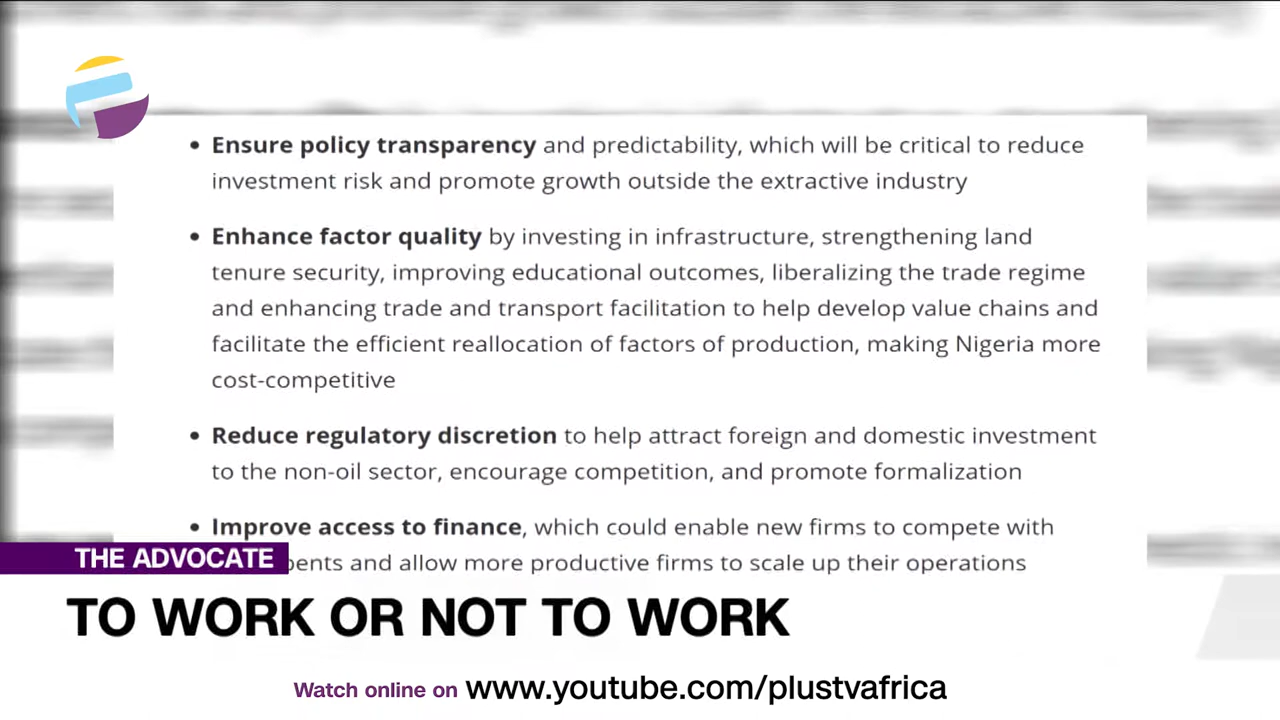 • Ensure policy transparency and predictability, which will be critical to reduce
investment risk and promote growth outside the extractive industry
• Enhance factor quality by investing in infrastructure, strengthening land
tenure security, improving educational outcomes, liberalizing the trade regime
and enhancing trade and transport facilitation to help develop value chains and
facilitate the efficient reallocation of factors of production, making Nigeria more
cost-competitive
• Reduce regulatory discretion to help attract foreign and domestic investment
to the non-oil sector, encourage competition, and promote formalization
• Improve access to finance, which could enable new firms to compete with
and allow more productive firms to scale up their operations
THE ADVOCATE
TO WORK OR NOT TO WORK
Watch online on www.youtube.com/plustvafrica